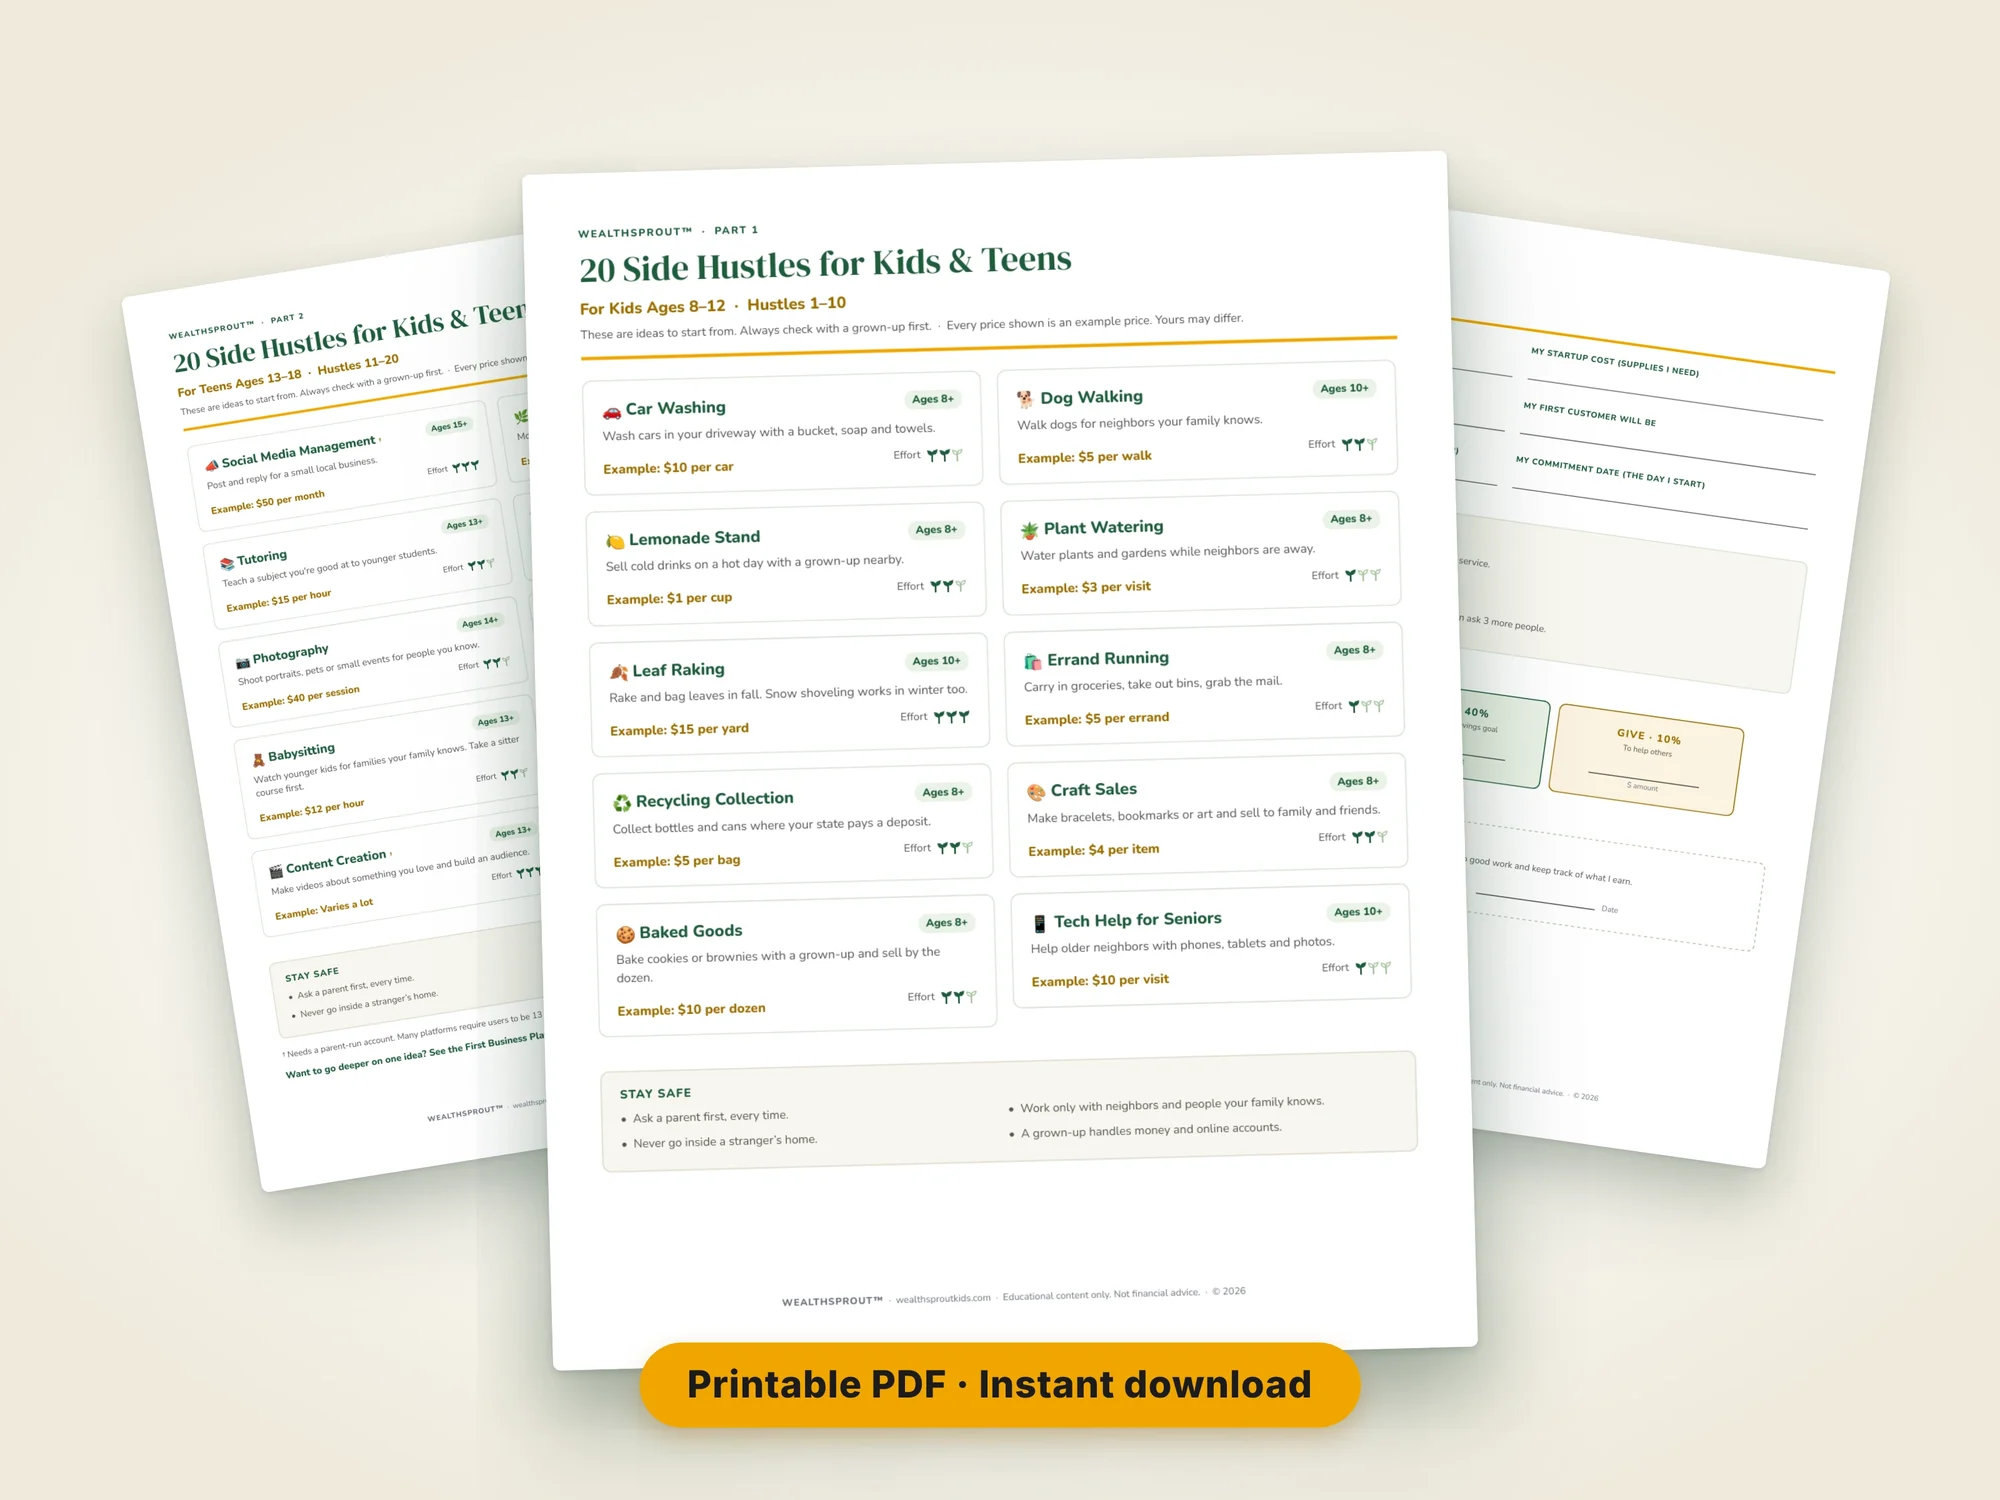 WEALTHSPROUT™ · PART 2
20 Side Hustles for Kids & Teen
For Teens Ages 13–18 · Hustles 11–20
These are ideas to start from. Always check with a grown-up first. · Every price shown
📣 Social Media Management †
Ages 15+
Post and reply for a small local business.
Effort
Example: $50 per month
📚 Tutoring
Ages 13+
Teach a subject you're good at to younger students.
Effort
Example: $15 per hour
📷 Photography
Ages 14+
Shoot portraits, pets or small events for people you know.
Effort
Example: $40 per session
🧸 Babysitting
Ages 13+
Watch younger kids for families your family knows. Take a sitter
course first.
Effort
Example: $12 per hour
🎬 Content Creation †
Ages 13+
Make videos about something you love and build an audience.
Effort
Example: Varies a lot
STAY SAFE
• Ask a parent first, every time.
• Never go inside a stranger's home.
† Needs a parent-run account. Many platforms require users to be 13
Want to go deeper on one idea? See the First Business Pla
WEALTHSPROUT™ · wealthspr
WEALTHSPROUT™ · PART 1
20 Side Hustles for Kids & Teens
For Kids Ages 8–12 · Hustles 1–10
These are ideas to start from. Always check with a grown-up first. · Every price shown is an example price. Yours may differ.
🚗 Car Washing
Ages 8+
Wash cars in your driveway with a bucket, soap and towels.
Effort
Example: $10 per car
🐕 Dog Walking
Ages 10+
Walk dogs for neighbors your family knows.
Effort
Example: $5 per walk
🍋 Lemonade Stand
Ages 8+
Sell cold drinks on a hot day with a grown-up nearby.
Effort
Example: $1 per cup
🪴 Plant Watering
Ages 8+
Water plants and gardens while neighbors are away.
Effort
Example: $3 per visit
🍂 Leaf Raking
Ages 10+
Rake and bag leaves in fall. Snow shoveling works in winter too.
Effort
Example: $15 per yard
🛍️ Errand Running
Ages 8+
Carry in groceries, take out bins, grab the mail.
Effort
Example: $5 per errand
♻️ Recycling Collection
Ages 8+
Collect bottles and cans where your state pays a deposit.
Effort
Example: $5 per bag
🎨 Craft Sales
Ages 8+
Make bracelets, bookmarks or art and sell to family and friends.
Effort
Example: $4 per item
🍪 Baked Goods
Ages 8+
Bake cookies or brownies with a grown-up and sell by the
dozen.
Effort
Example: $10 per dozen
📱 Tech Help for Seniors
Ages 10+
Help older neighbors with phones, tablets and photos.
Effort
Example: $10 per visit
STAY SAFE
• Ask a parent first, every time.
• Never go inside a stranger's home.
• Work only with neighbors and people your family knows.
• A grown-up handles money and online accounts.
WEALTHSPROUT™ · wealthsproutkids.com · Educational content only. Not financial advice. · © 2026
MY STARTUP COST (SUPPLIES I NEED)
MY FIRST CUSTOMER WILL BE
MY COMMITMENT DATE (THE DAY I START)
service.
n ask 3 more people.
40%
vings goal
GIVE · 10%
To help others
$ amount
good work and keep track of what I earn.
Date
ent only. Not financial advice. · © 2026
Printable PDF · Instant download